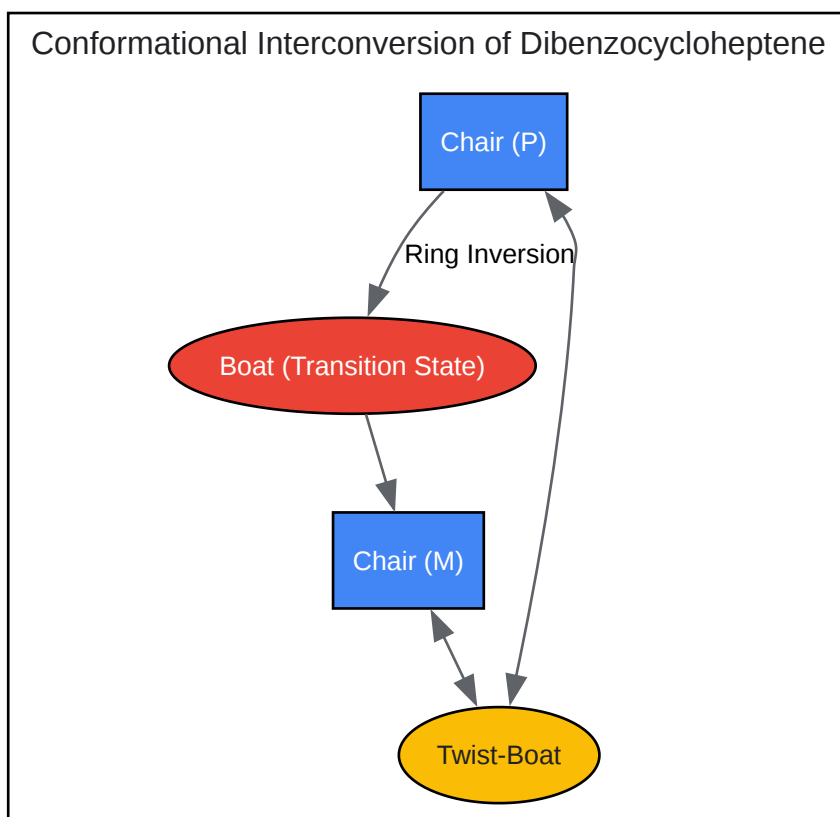 Conformational Interconversion of Dibenzocycloheptene
Chair (P)
Ring Inversion
Boat (Transition State)
Chair (M)
Twist-Boat